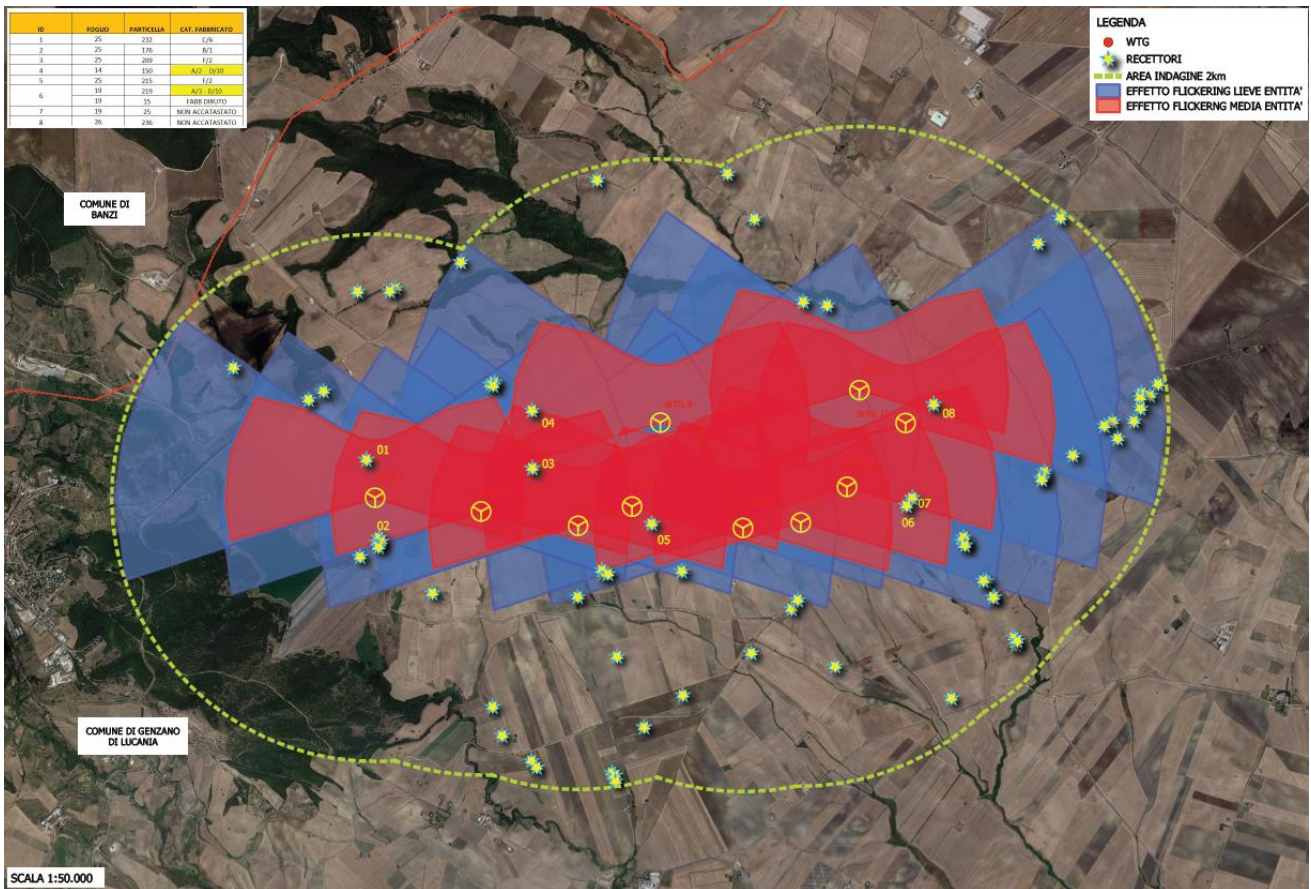 ID FOGLIO PARTICELLA CAT. FABBRICATO
1 25 232 C/6
2 25 176 B/1
3 25 209 F/2
4 14 150 A/2 - D/10
5 25 215 F/2
6 19 219 A/3 - D/10
19 15 FABB DIRUTO
7 19 25 NON ACCATASTATO
8 26 236 NON ACCATASTATO
LEGENDA
WTG
RECETTORI
AREA INDAGINE 2km
EFFETTO FLICKERING LIEVE ENTITA'
EFFETTO FLICKERNG MEDIA ENTITA'
COMUNE DI
BANZI
04
08
01
03
07
06
02
05
COMUNE DI GENZANO
DI LUCANIA
SCALA 1:50.000